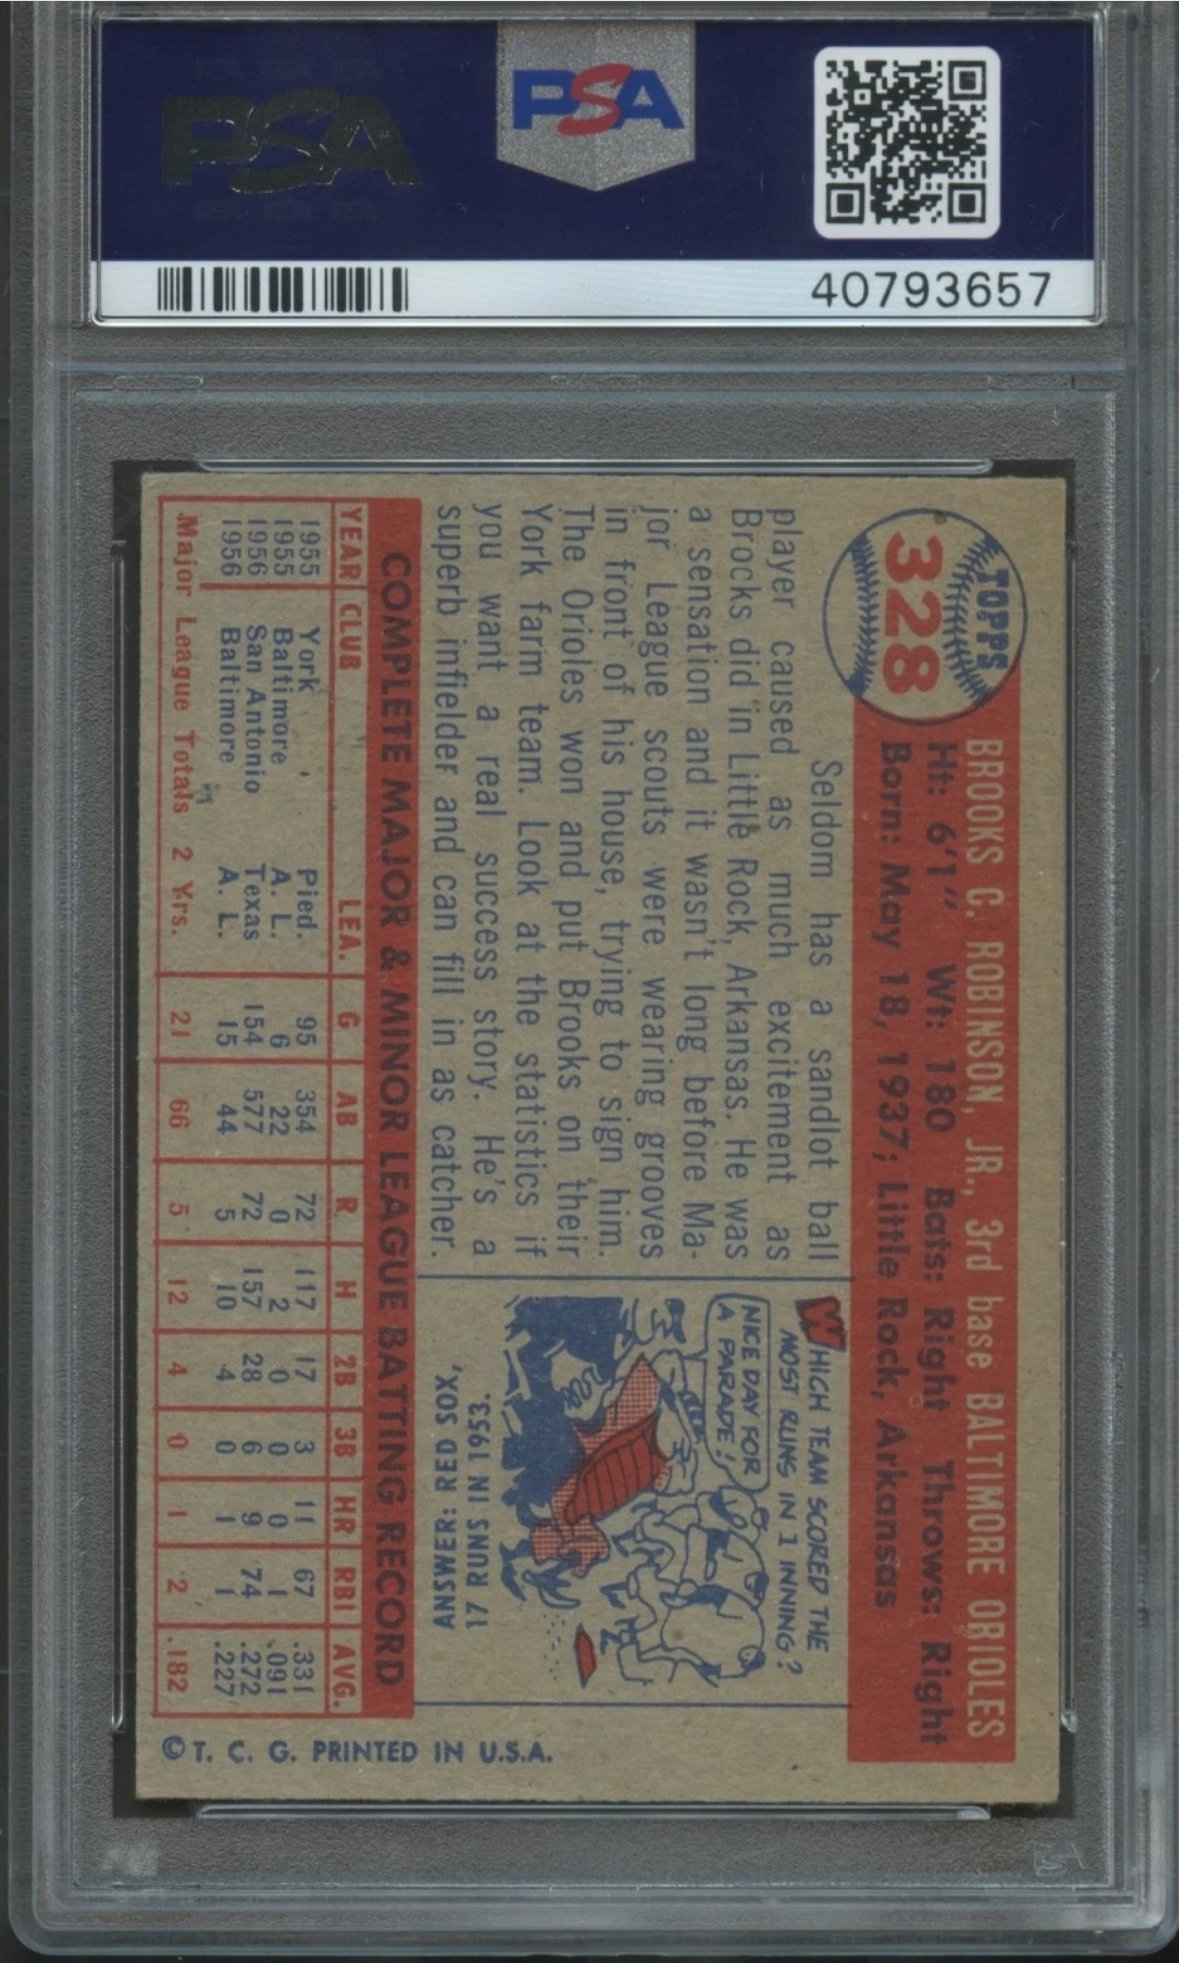 PSA
PSA
40793657
TOPPS
328
BROOKS C. ROBINSON, JR., 3rd base BALTIMORE ORIOLES
Ht: 6'1" Wt: 180 Bats: Right Throws: Right
Born: May 18, 1937; Little Rock, Arkansas
Seldom has a sandlot ball
player caused as much excitement as
Brocks did in Little Rock, Arkansas. He was
a sensation and it wasn't long before Ma-
jor League scouts were wearing grooves
in front of his house, trying to sign him.
The Orioles won and put Brooks on their
York farm team. Look at the statistics if
you want a real success story. He's a
superb infielder and can fill in as catcher.
WHICH TEAM SCORED THE
MOST RUNS IN 1 INNING?
NICE DAY FOR
A PARADE!
ANSWER: RED SOX,
17 RUNS IN 1953.
COMPLETE MAJOR & MINOR LEAGUE BATTING RECORD
YEAR CLUB LEA. G AB R H 2B 3B HR RBI AVG.
1955 York Pied. 95 354 72 117 17 3 11 67 .331
1955 Baltimore A. L. 6 22 0 2 0 0 0 1 .091
1956 San Antonio Texas 154 577 72 157 28 6 9 74 .272
1956 Baltimore A. L. 15 44 5 10 4 0 1 1 .227
Major League Totals 2 Yrs. 21 66 5 12 4 0 1 2 .182
© T. C. G. PRINTED IN U.S.A.